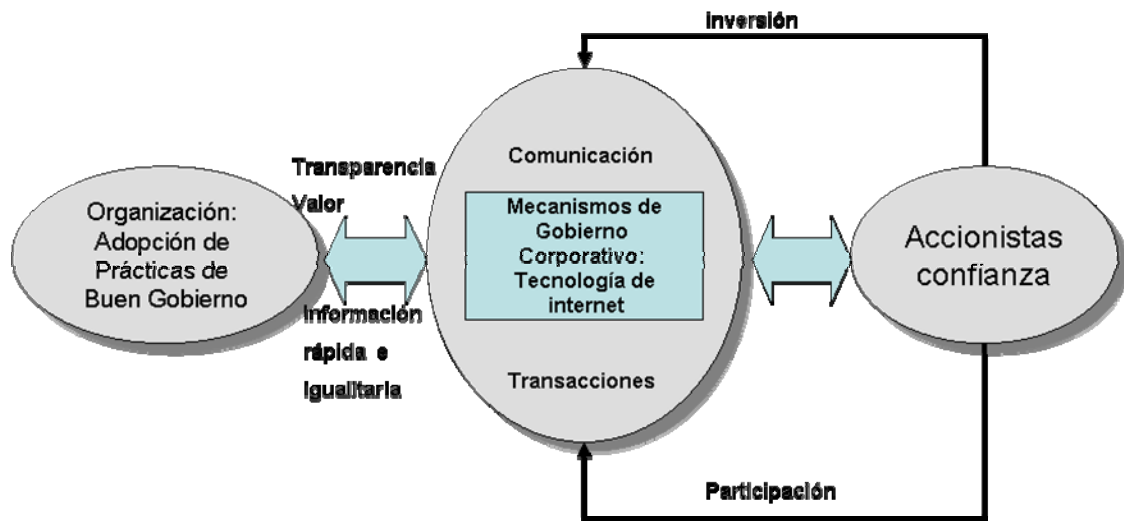 Inversión
Transparencia
Valor
Organización:
Adopción de
Prácticas de
Buen Gobierno
Información
rápida e
igualitaria
Comunicación
Mecanismos de
Gobierno
Corporativo:
Tecnología de
internet
Transacciones
Accionistas
confianza
Participación